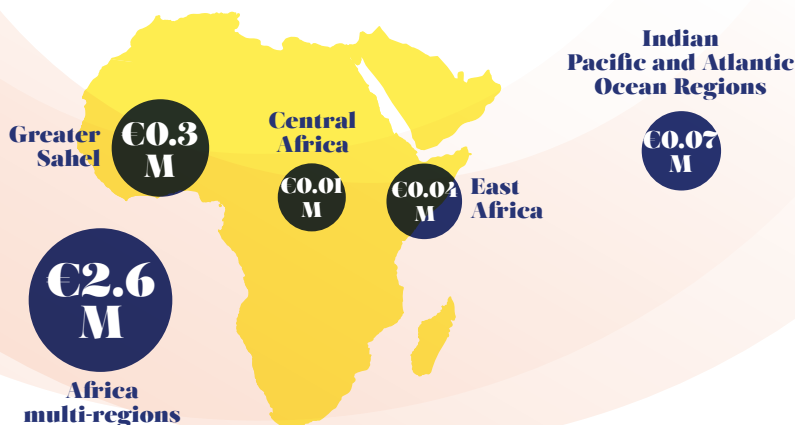 Indian
Pacific and Atlantic
Ocean Regions
Greater
Sahel
€0.3
M
Central
Africa
€0.07
M
€0.01
M
€0.04
M
East
Africa
€2.6
M
Africa
multi-regions